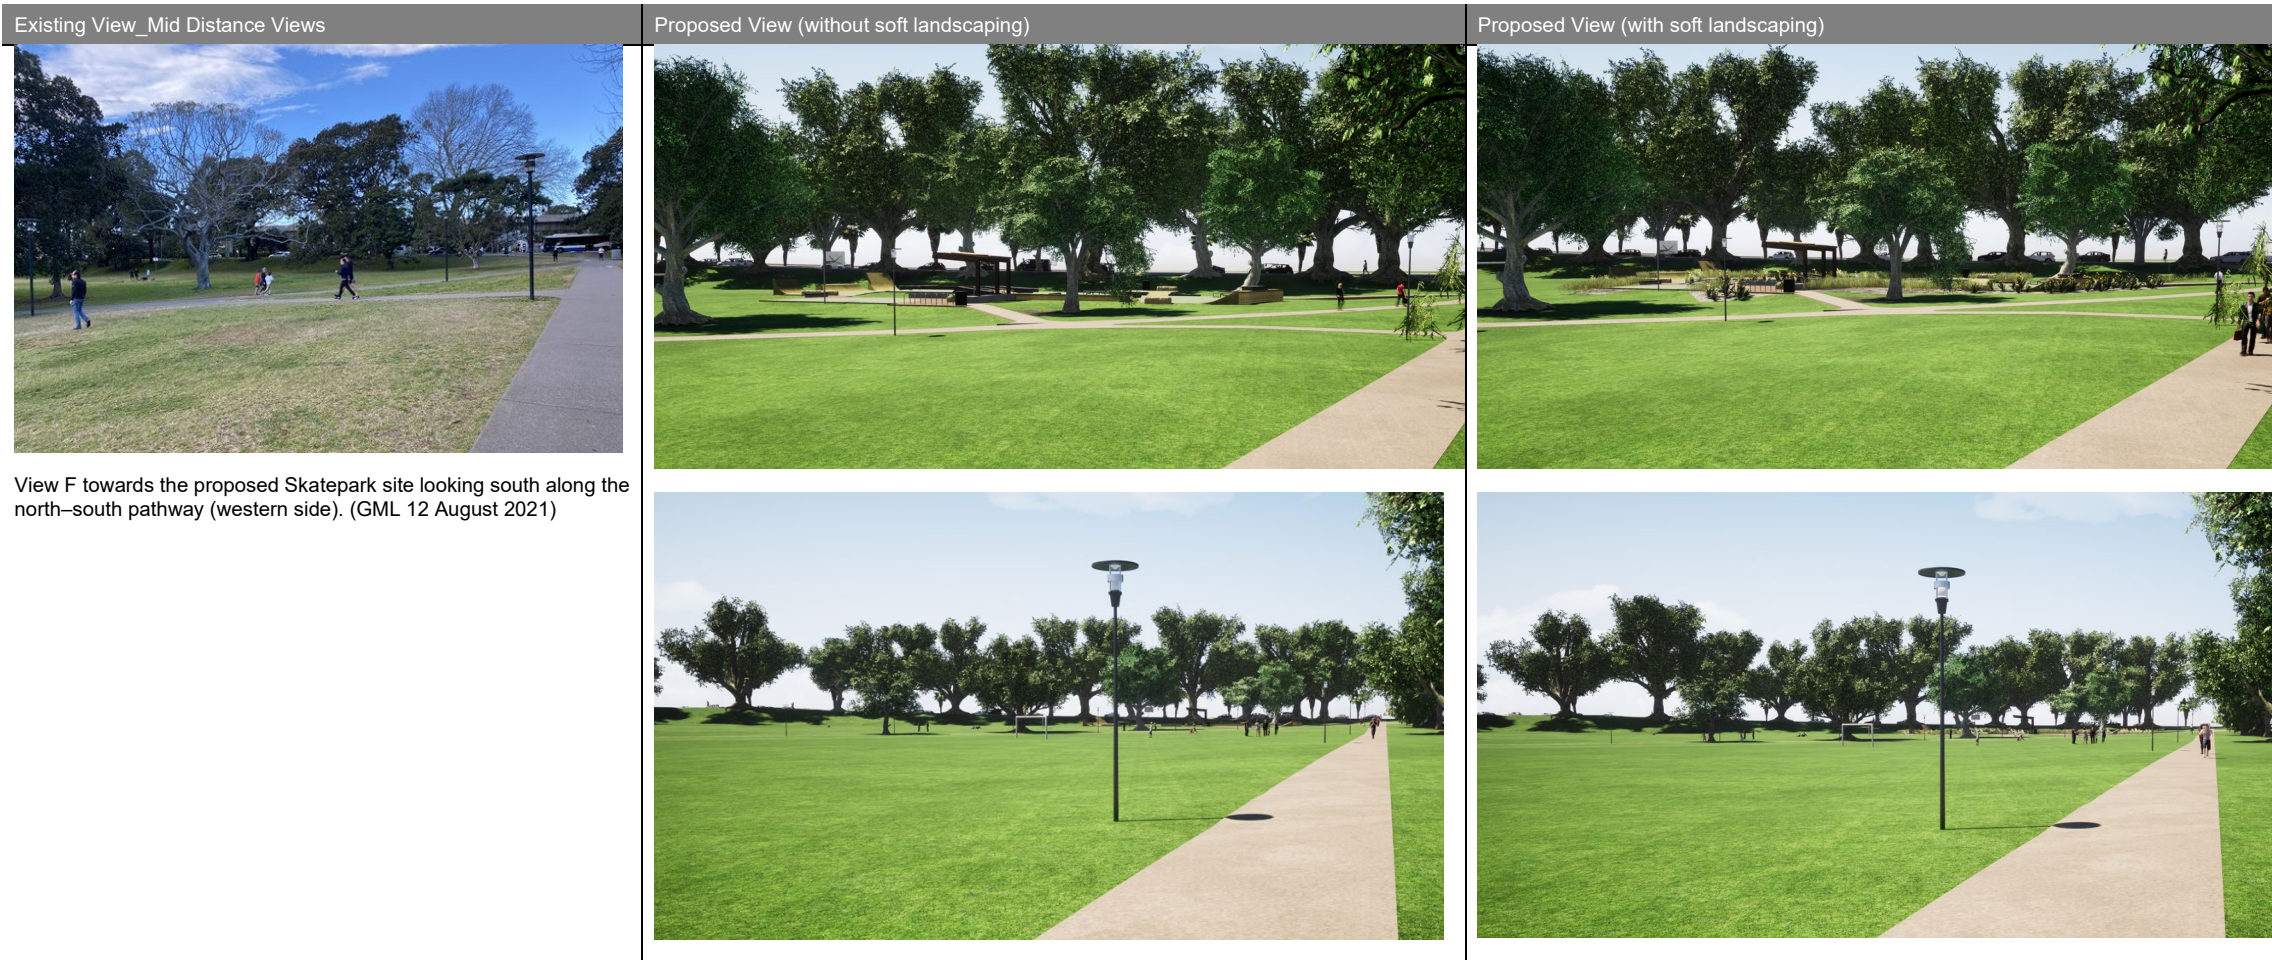 Existing View_Mid Distance Views
Proposed View (without soft landscaping)
Proposed View (with soft landscaping)
View F towards the proposed Skatepark site looking south along the
north–south pathway (western side). (GML 12 August 2021)